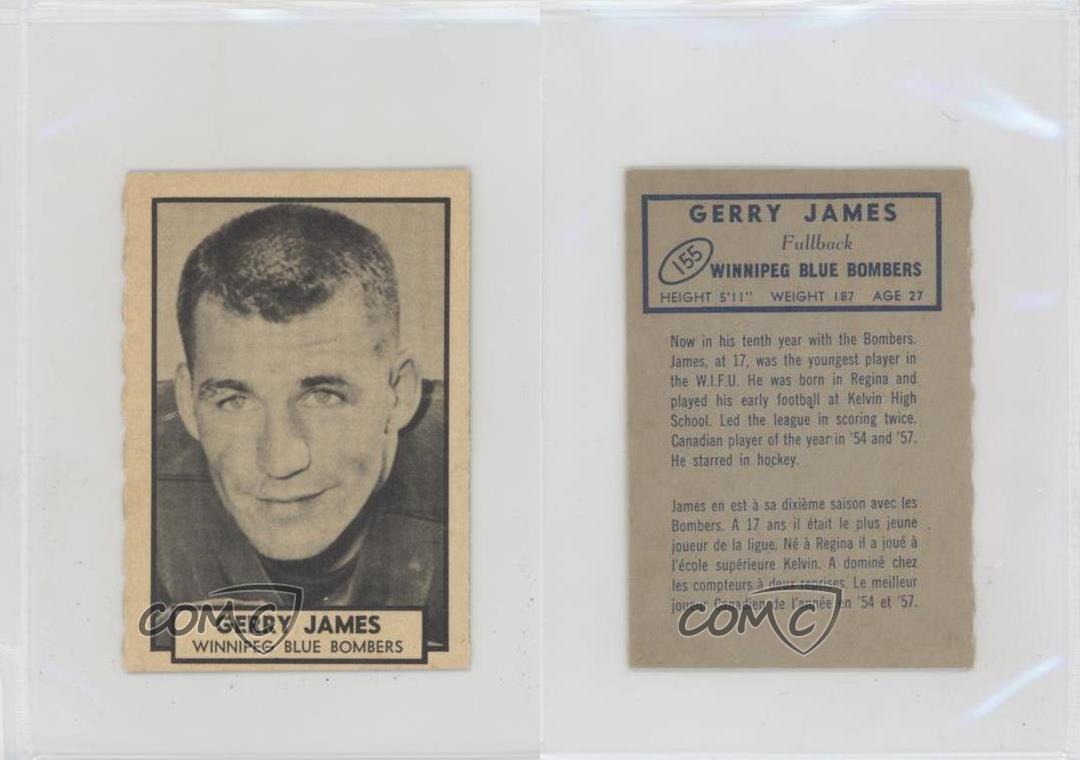 GERRY JAMES
WINNIPEG BLUE BOMBERS
COMC
GERRY JAMES
Fullback
155
WINNIPEG BLUE BOMBERS
HEIGHT 5'11" WEIGHT 187 AGE 27
Now in his tenth year with the Bombers.
James, at 17, was the youngest player in
the W.I.F.U. He was born in Regina and
played his early football at Kelvin High
School. Led the league in scoring twice.
Canadian player of the year in '54 and '57.
He starred in hockey.
James en est à sa dixième saison avec les
Bombers. A 17 ans il était le plus jeune
joueur de la ligue. Né à Regina il a joué à
l'école supérieure Kelvin. A dominé chez
les compteurs à deux reprises. Le meilleur
joueur Canadien de l'année en '54 et '57.
COMC